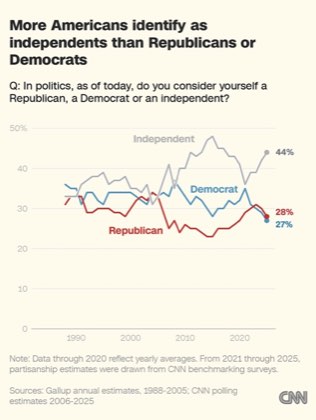 More Americans identify as
independents than Republicans or
Democrats
Q: In politics, as of today, do you consider yourself a
Republican, a Democrat or an independent?
50%
Independent
44%
40
Democrat
30
28%
27%
Republican
20
10
0
1990 2000 2010 2020
Note: Data through 2020 reflect yearly averages. From 2021 through 2025,
partisanship estimates were drawn from CNN benchmarking surveys.
Sources: Gallup annual estimates, 1988-2005; CNN polling
estimates 2006-2025
CNN